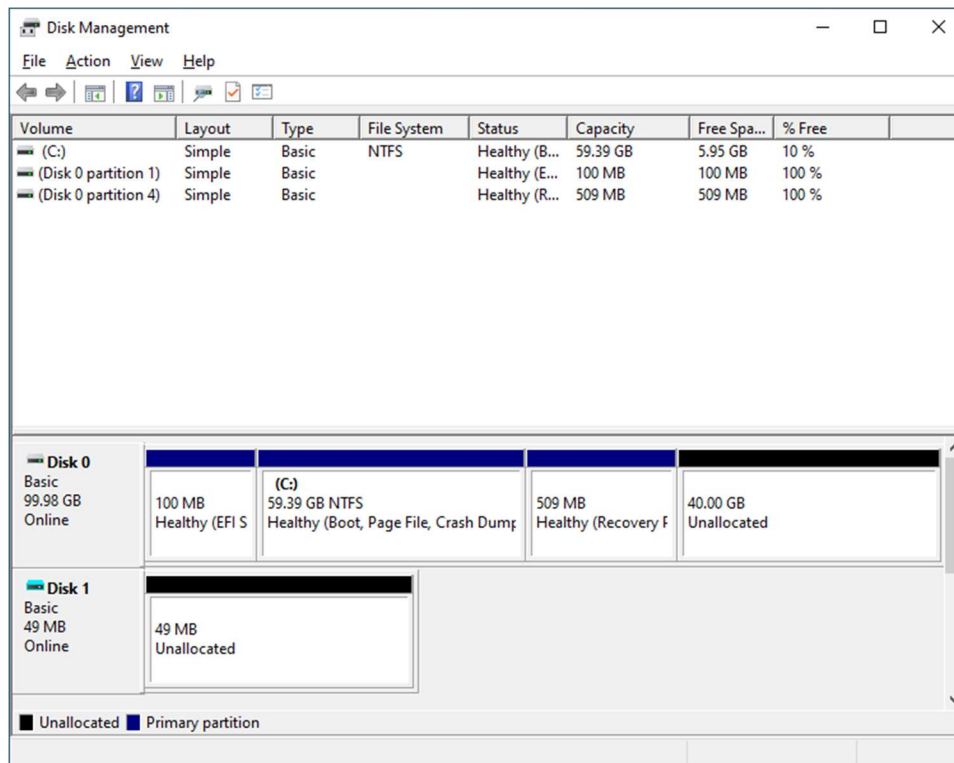 Disk Management
File Action View Help
Volume Layout Type File System Status Capacity Free Spa... % Free
(C:) Simple Basic NTFS Healthy (B... 59.39 GB 5.95 GB 10 %
(Disk 0 partition 1) Simple Basic Healthy (E... 100 MB 100 MB 100 %
(Disk 0 partition 4) Simple Basic Healthy (R... 509 MB 509 MB 100 %
Disk 0
Basic
99.98 GB
Online
100 MB
Healthy (EFI S
(C:)
59.39 GB NTFS
Healthy (Boot, Page File, Crash Dump
509 MB
Healthy (Recovery P
40.00 GB
Unallocated
Disk 1
Basic
49 MB
Online
49 MB
Unallocated
Unallocated Primary partition